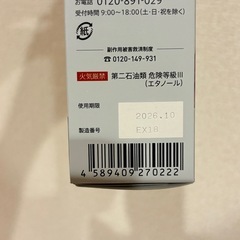 お電話 0120-891-029
受付時間 9:00~18:00(土・日・祝を除く)
紙
副作用被害救済制度
0120-149-931
火気厳禁 第二石油類 危険等級Ⅲ
(エタノール)
使用期限
2026.10
製造番号
EX18
4 589409 270222